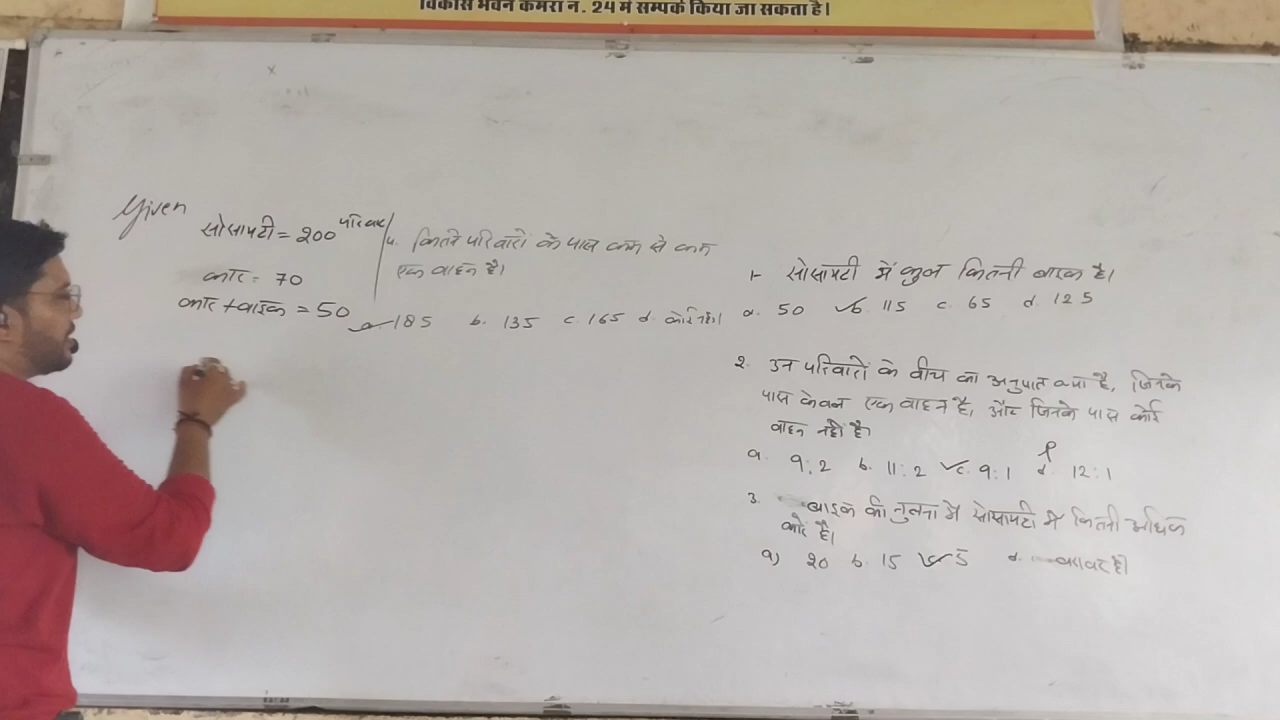 विकास भवन कमरा न. 24 में सम्पर्क किया जा सकता है।
Given
सोसायटी = 200 परिवार
कार = 70
कार + बाइक = 50
4. कितने परिवारों के पास कम से कम
एक वाहन है।
a. 185 b. 135 c. 165 d. कोई नहीं।
1- सोसायटी में कुल कितनी बाइक है।
a. 50 b. 115 c. 65 d. 125
2. उन परिवारों के बीच का अनुपात क्या है, जिनके
पास केवल एक वाहन है, और जिनके पास कोई
वाहन नहीं है।
a. 9:2 b. 11:2 c. 9:1 d. 12:1
3. बाइक की तुलना में सोसायटी में कितनी अधिक
कारें है।
a) 20 b. 15 c. 5 d. बराबर है।